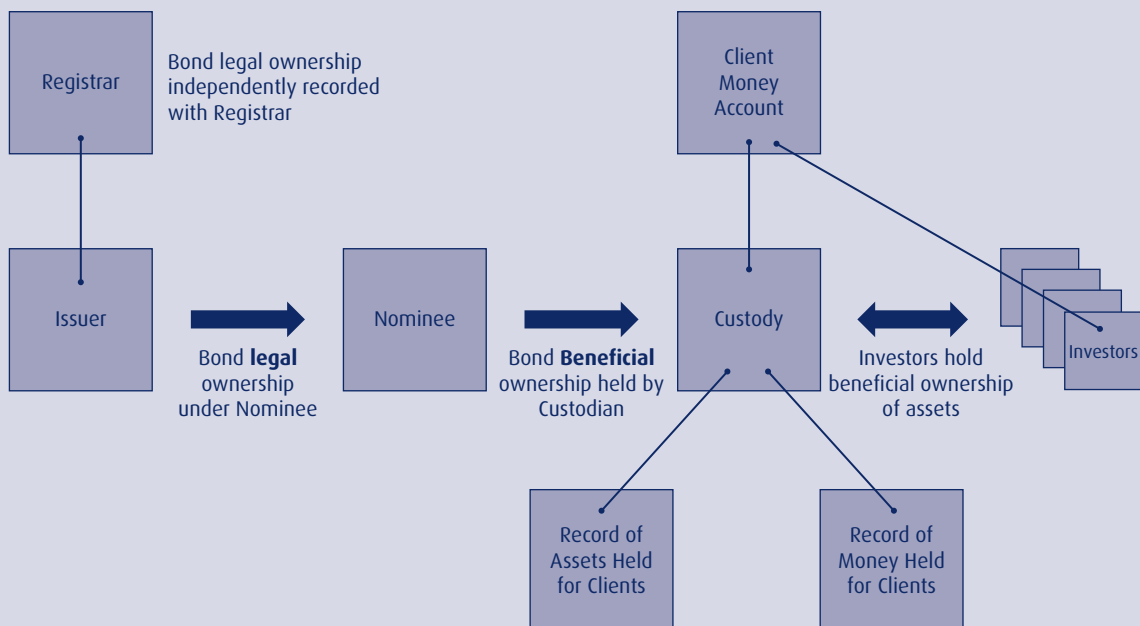 Registrar
Bond legal ownership
independently recorded
with Registrar
Client
Money
Account
Issuer
Bond legal
ownership
under Nominee
Nominee
Bond Beneficial
ownership held by
Custodian
Custody
Investors hold
beneficial ownership
of assets
Investors
Record of
Assets Held
for Clients
Record of
Money Held
for Clients